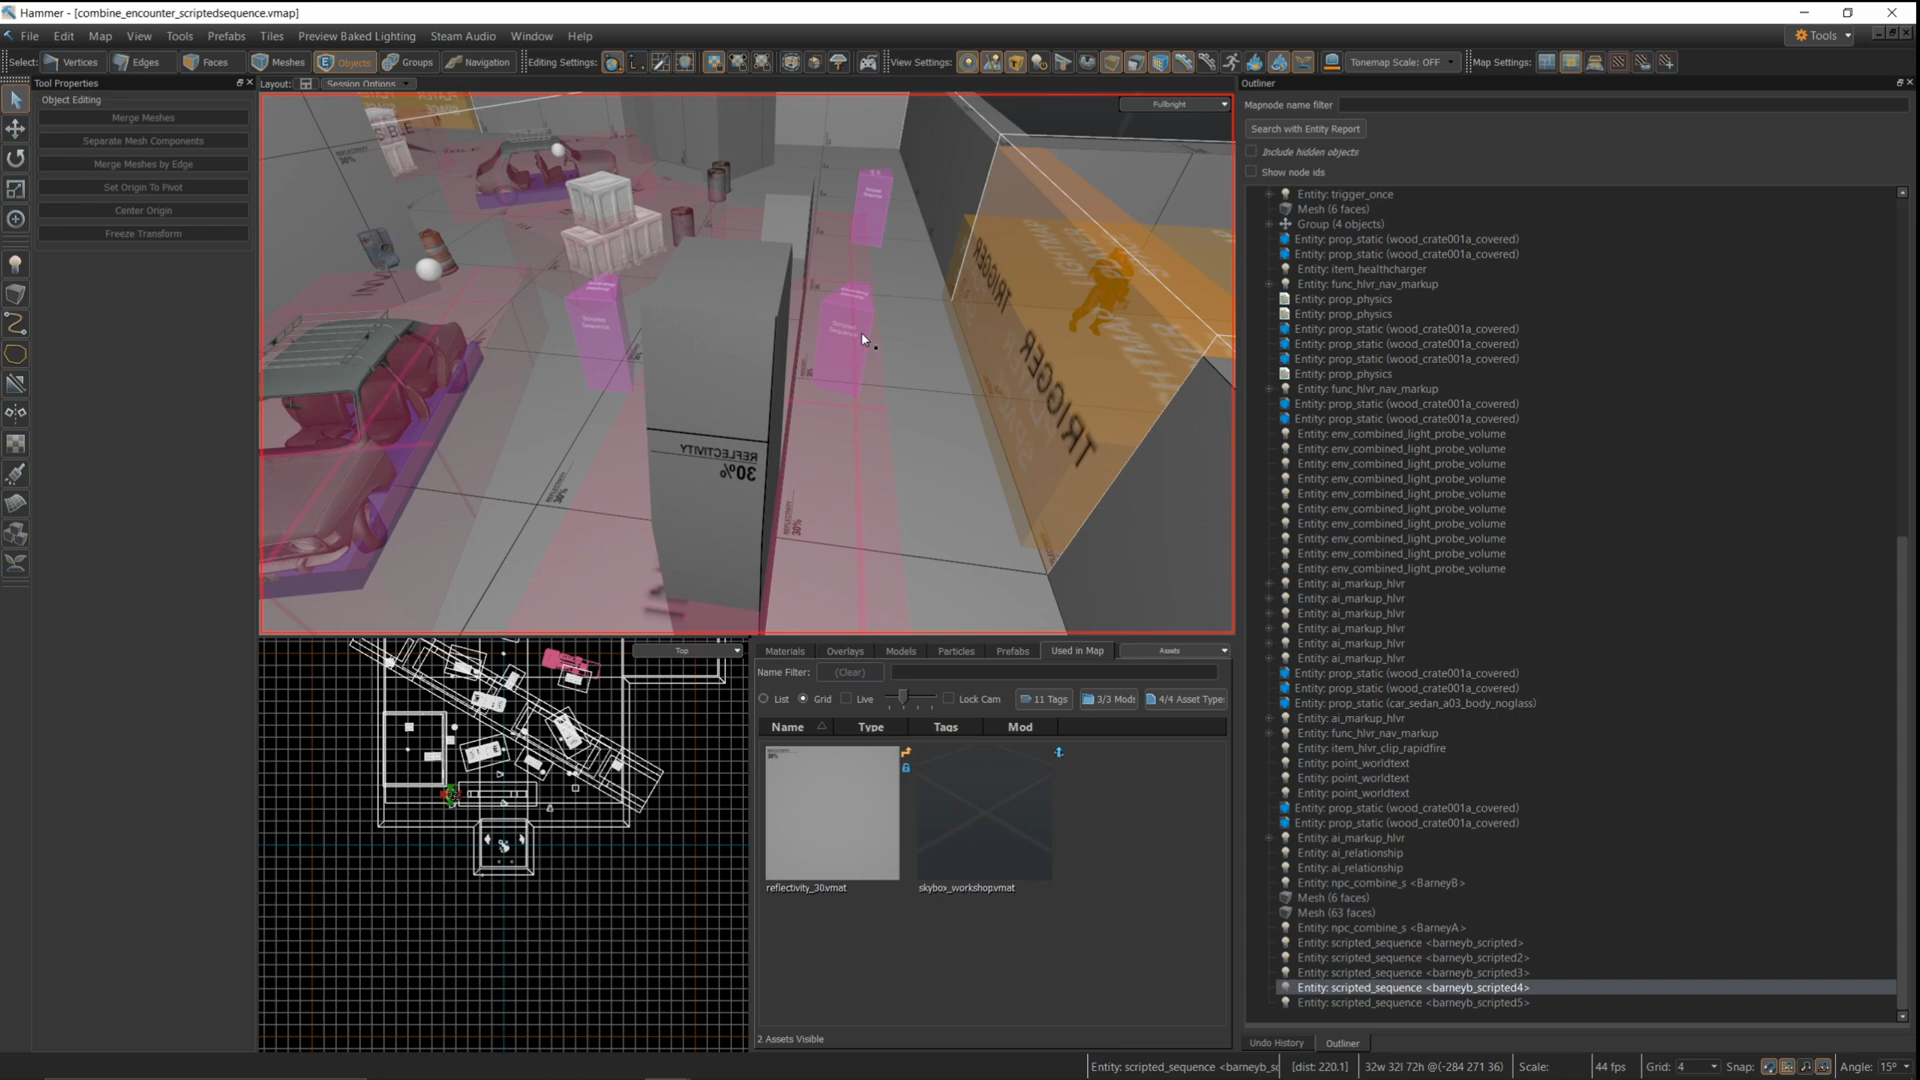 Hammer - [combine_encounter_scriptedsequence.vmap]
File Edit Map View Tools Prefabs Tiles Preview Baked Lighting Steam Audio Window Help
Tools
Select: Vertices Edges Faces Meshes Objects Groups Navigation Editing Settings: View Settings: Tonemap Scale: OFF Map Settings:
Tool Properties
Object Editing
Merge Meshes
Separate Mesh Components
Merge Meshes by Edge
Set Origin To Pivot
Center Origin
Freeze Transform
Layout: Session Options
Fullbright
REFLECTIVITY
30%
Scripted
Sequence
Scripted
Sequence
TRIGGER
TRIGGER
TRIGGER
REFLECTIVITY
30%
Top
Materials Overlays Models Particles Prefabs Used in Map Assets
Name Filter: (Clear)
List Grid Live Lock Cam 11 Tags 3/3 Mods 4/4 Asset Types
Name Type Tags Mod
reflectivity_30.vmat
skybox_workshop.vmat
2 Assets Visible
Outliner
Mapnode name filter
Search with Entity Report
Include hidden objects
Show node ids
Entity: trigger_once
Mesh (6 faces)
Group (4 objects)
Entity: prop_static (wood_crate001a_covered)
Entity: prop_static (wood_crate001a_covered)
Entity: item_healthcharger
Entity: func_hlvr_nav_markup
Entity: prop_physics
Entity: prop_physics
Entity: prop_static (wood_crate001a_covered)
Entity: prop_static (wood_crate001a_covered)
Entity: prop_static (wood_crate001a_covered)
Entity: prop_physics
Entity: func_hlvr_nav_markup
Entity: prop_static (wood_crate001a_covered)
Entity: prop_static (wood_crate001a_covered)
Entity: env_combined_light_probe_volume
Entity: env_combined_light_probe_volume
Entity: env_combined_light_probe_volume
Entity: env_combined_light_probe_volume
Entity: env_combined_light_probe_volume
Entity: env_combined_light_probe_volume
Entity: env_combined_light_probe_volume
Entity: env_combined_light_probe_volume
Entity: env_combined_light_probe_volume
Entity: env_combined_light_probe_volume
Entity: ai_markup_hlvr
Entity: ai_markup_hlvr
Entity: ai_markup_hlvr
Entity: ai_markup_hlvr
Entity: ai_markup_hlvr
Entity: ai_markup_hlvr
Entity: prop_static (wood_crate001a_covered)
Entity: prop_static (wood_crate001a_covered)
Entity: prop_static (car_sedan_a03_body_noglass)
Entity: ai_markup_hlvr
Entity: func_hlvr_nav_markup
Entity: item_hlvr_clip_rapidfire
Entity: point_worldtext
Entity: point_worldtext
Entity: point_worldtext
Entity: prop_static (wood_crate001a_covered)
Entity: prop_static (wood_crate001a_covered)
Entity: ai_markup_hlvr
Entity: ai_relationship
Entity: ai_relationship
Entity: npc_combine_s <BarneyB>
Mesh (6 faces)
Mesh (63 faces)
Entity: npc_combine_s <BarneyA>
Entity: scripted_sequence <barneyb_scripted>
Entity: scripted_sequence <barneyb_scripted2>
Entity: scripted_sequence <barneyb_scripted3>
Entity: scripted_sequence <barneyb_scripted4>
Entity: scripted_sequence <barneyb_scripted5>
Undo History Outliner
Entity: scripted_sequence <barneyb_sc [dist: 220.1] 32w 32l 72h @(-284 271 36) Scale: 44 fps Grid: 4 Snap: Angle: 15°